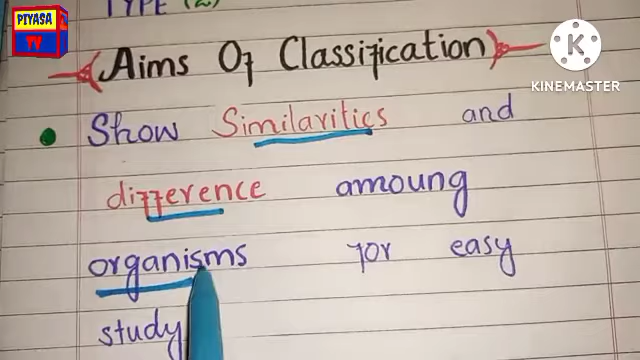 TYPE (2)
PIYASA
TV
Aims Of Classification
KINEMASTER
Show Similarities and
difference amoung
organisms for easy
study